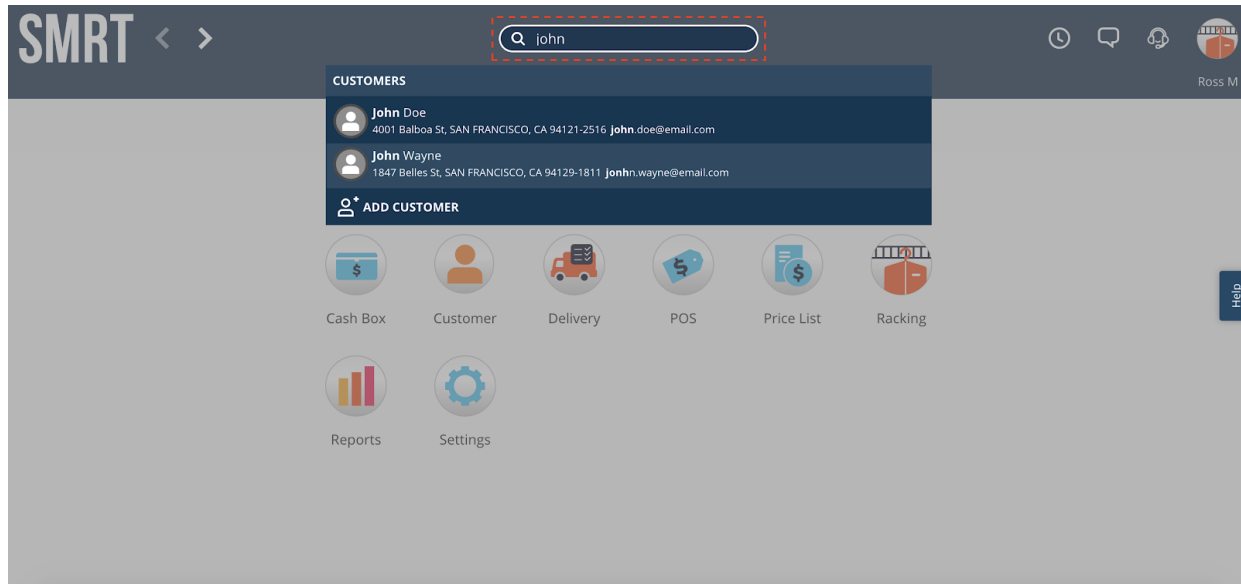 SMRT
john
Ross M
CUSTOMERS
John Doe
4001 Balboa St, SAN FRANCISCO, CA 94121-2516 john.doe@email.com
John Wayne
1847 Belles St, SAN FRANCISCO, CA 94129-1811 jonhn.wayne@email.com
ADD CUSTOMER
$
$
$
Cash Box
Customer
Delivery
POS
Price List
Racking
Reports
Settings
Help